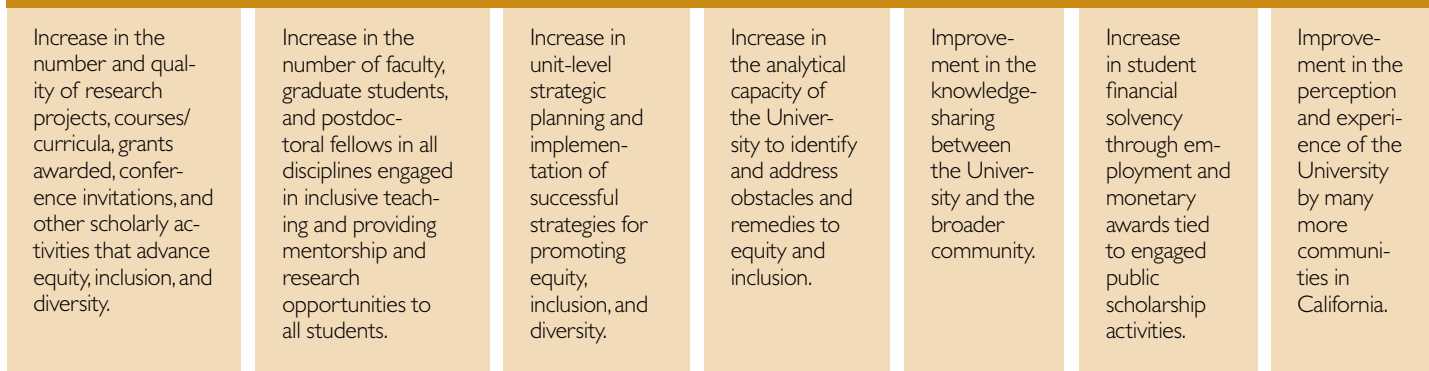 Increase in the
number and qual-
ity of research
projects, courses/
curricula, grants
awarded, confer-
ence invitations, and
other scholarly ac-
tivities that advance
equity, inclusion, and
diversity.
Increase in the
number of faculty,
graduate students,
and postdoc-
toral fellows in all
disciplines engaged
in inclusive teach-
ing and providing
mentorship and
research
opportunities to
all students.
Increase in
unit-level
strategic
planning and
implemen-
tation of
successful
strategies for
promoting
equity,
inclusion, and
diversity.
Increase in
the analytical
capacity of
the Univer-
sity to identify
and address
obstacles and
remedies to
equity and
inclusion.
Improve-
ment in the
knowledge-
sharing
between
the Univer-
sity and the
broader
community.
Increase
in student
financial
solvency
through em-
ployment and
monetary
awards tied
to engaged
public
scholarship
activities.
Improve-
ment in the
perception
and experi-
ence of the
University
by many
more
communi-
ties in
California.